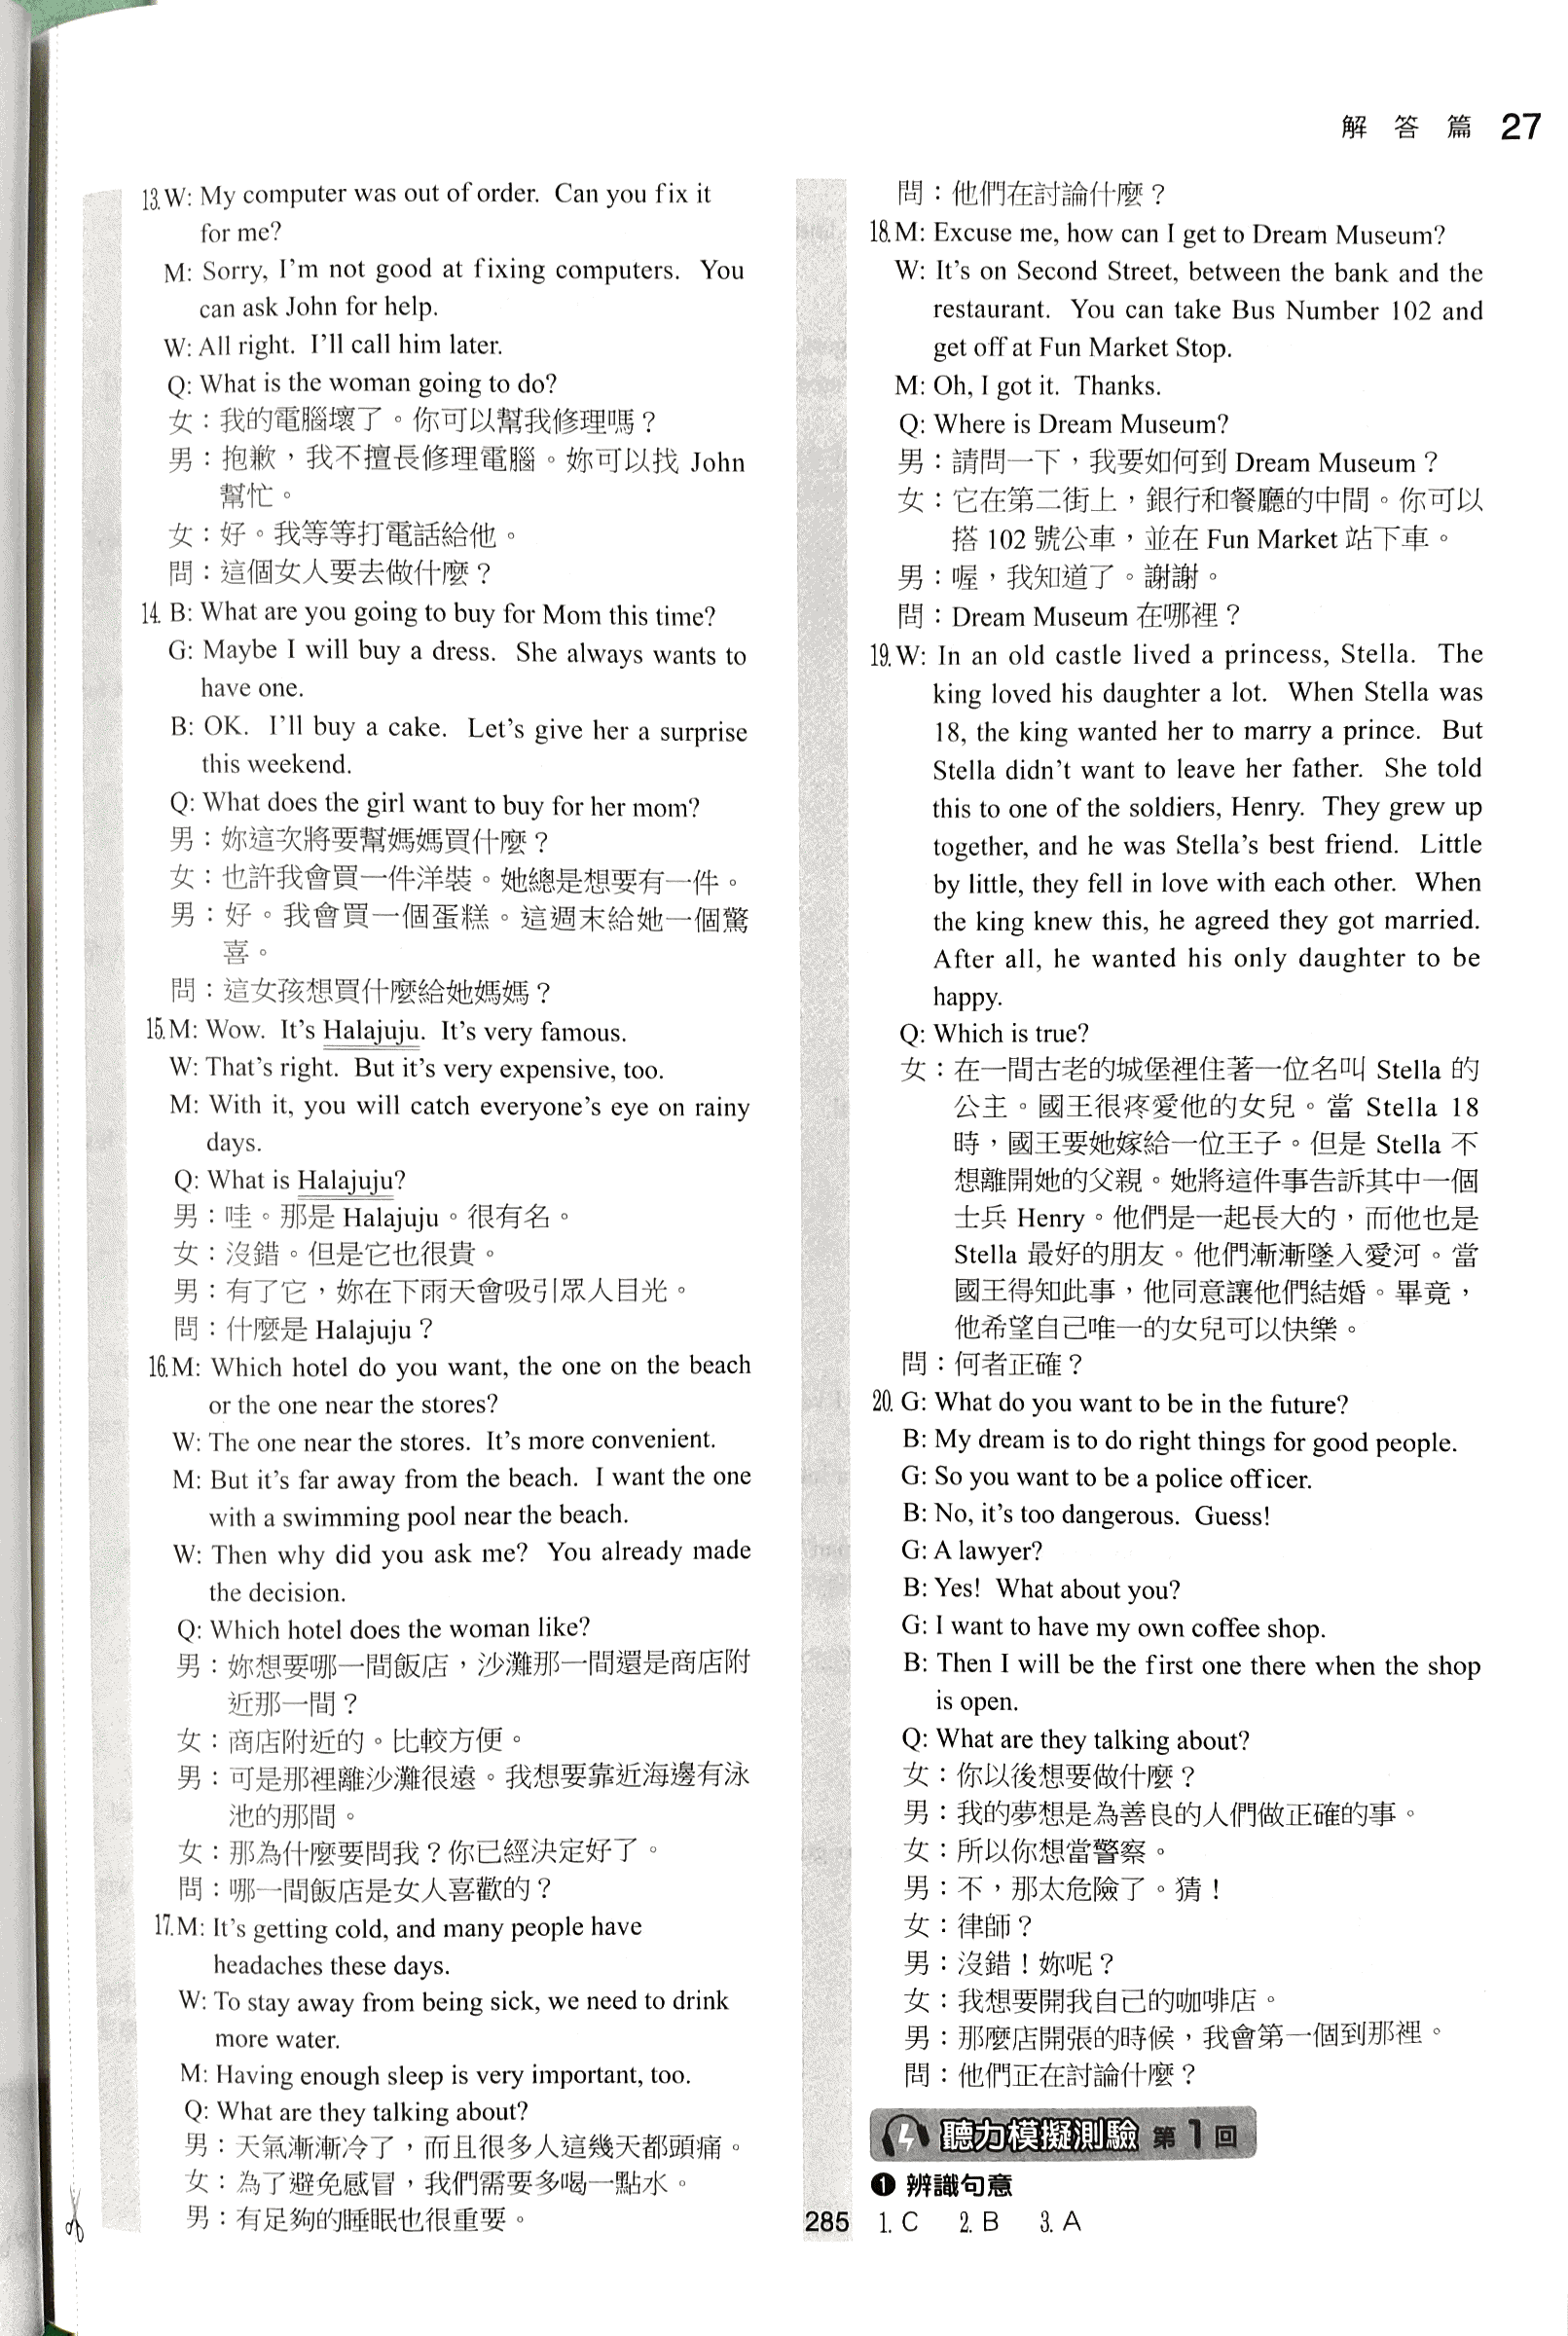 解 答 篇 27
13. W: My computer was out of order. Can you fix it
for me?
M: Sorry, I'm not good at fixing computers. You
can ask John for help.
W: All right. I'll call him later.
Q: What is the woman going to do?
女：我的電腦壞了。你可以幫我修理嗎？
男：抱歉，我不擅長修理電腦。妳可以找 John
幫忙。
女：好。我等等打電話給他。
問：這個女人要去做什麼？
14. B: What are you going to buy for Mom this time?
G: Maybe I will buy a dress. She always wants to
have one.
B: OK. I'll buy a cake. Let's give her a surprise
this weekend.
Q: What does the girl want to buy for her mom?
男：妳這次將要幫媽媽買什麼？
女：也許我會買一件洋裝。她總是想要有一件。
男：好。我會買一個蛋糕。這週末給她一個驚
喜。
問：這女孩想買什麼給她媽媽？
15. M: Wow. It's Halajuju. It's very famous.
W: That's right. But it's very expensive, too.
M: With it, you will catch everyone's eye on rainy
days.
Q: What is Halajuju?
男：哇。那是 Halajuju。很有名。
女：沒錯。但是它也很貴。
男：有了它，妳在下雨天會吸引眾人目光。
問：什麼是 Halajuju？
16. M: Which hotel do you want, the one on the beach
or the one near the stores?
W: The one near the stores. It's more convenient.
M: But it's far away from the beach. I want the one
with a swimming pool near the beach.
W: Then why did you ask me? You already made
the decision.
Q: Which hotel does the woman like?
男：妳想要哪一間飯店，沙灘那一間還是商店附
近那一間？
女：商店附近的。比較方便。
男：可是那裡離沙灘很遠。我想要靠近海邊有泳
池的那間。
女：那為什麼要問我？你已經決定好了。
問：哪一間飯店是女人喜歡的？
17. M: It's getting cold, and many people have
headaches these days.
W: To stay away from being sick, we need to drink
more water.
M: Having enough sleep is very important, too.
Q: What are they talking about?
男：天氣漸漸冷了，而且很多人這幾天都頭痛。
女：為了避免感冒，我們需要多喝一點水。
男：有足夠的睡眠也很重要。
問：他們在討論什麼？
18. M: Excuse me, how can I get to Dream Museum?
W: It's on Second Street, between the bank and the
restaurant. You can take Bus Number 102 and
get off at Fun Market Stop.
M: Oh, I got it. Thanks.
Q: Where is Dream Museum?
男：請問一下，我要如何到 Dream Museum？
女：它在第二街上，銀行和餐廳的中間。你可以
搭 102 號公車，並在 Fun Market 站下車。
男：喔，我知道了。謝謝。
問：Dream Museum 在哪裡？
19. W: In an old castle lived a princess, Stella. The
king loved his daughter a lot. When Stella was
18, the king wanted her to marry a prince. But
Stella didn't want to leave her father. She told
this to one of the soldiers, Henry. They grew up
together, and he was Stella's best friend. Little
by little, they fell in love with each other. When
the king knew this, he agreed they got married.
After all, he wanted his only daughter to be
happy.
Q: Which is true?
女：在一間古老的城堡裡住著一位名叫 Stella 的
公主。國王很疼愛他的女兒。當 Stella 18
時，國王要她嫁給一位王子。但是 Stella 不
想離開她的父親。她將這件事告訴其中一個
士兵 Henry。他們是一起長大的，而他也是
Stella 最好的朋友。他們漸漸墜入愛河。當
國王得知此事，他同意讓他們結婚。畢竟，
他希望自己唯一的女兒可以快樂。
問：何者正確？
20. G: What do you want to be in the future?
B: My dream is to do right things for good people.
G: So you want to be a police officer.
B: No, it's too dangerous. Guess!
G: A lawyer?
B: Yes! What about you?
G: I want to have my own coffee shop.
B: Then I will be the first one there when the shop
is open.
Q: What are they talking about?
女：你以後想要做什麼？
男：我的夢想是為善良的人們做正確的事。
女：所以你想當警察。
男：不，那太危險了。猜！
女：律師？
男：沒錯！妳呢？
女：我想要開我自己的咖啡店。
男：那麼店開張的時候，我會第一個到那裡。
問：他們正在討論什麼？
聽力模擬測驗 第 1 回
❶ 辨識句意
1. C 2. B 3. A
285